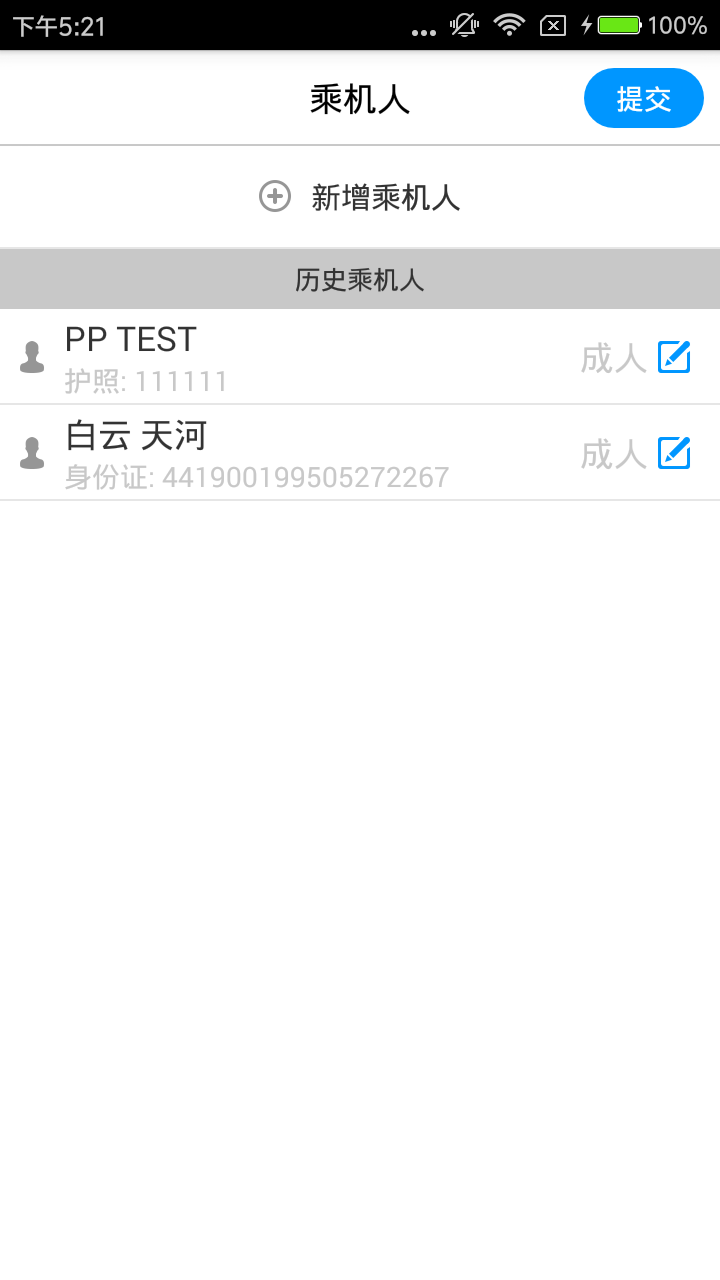 下午5:21 100%
乘机人 提交
新增乘机人
历史乘机人
PP TEST
护照: 111111
成人
白云 天河
身份证: 441900199505272267
成人